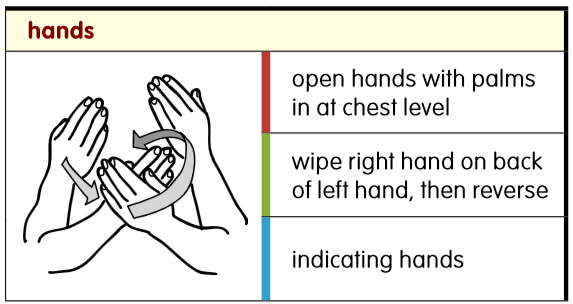 hands
open hands with palms
in at chest level
wipe right hand on back
of left hand, then reverse
indicating hands